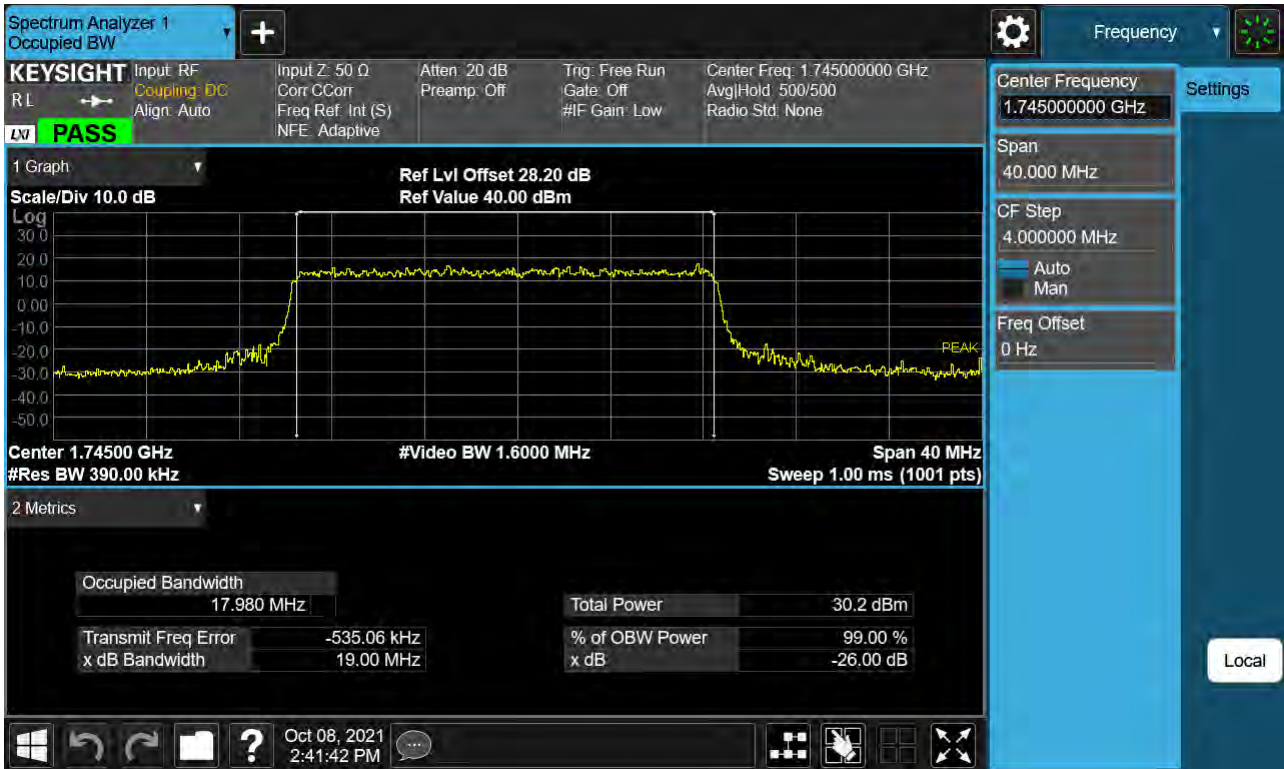 Spectrum Analyzer 1
Occupied BW
Frequency
KEYSIGHT
R L
LXI
PASS
Input: RF
Coupling: DC
Align: Auto
Input Z: 50 Ω
Corr CCorr
Freq Ref: Int (S)
NFE: Adaptive
Atten: 20 dB
Preamp: Off
Trig: Free Run
Gate: Off
#IF Gain: Low
Center Freq: 1.745000000 GHz
Avg|Hold: 500/500
Radio Std: None
Center Frequency
1.745000000 GHz
Settings
Span
40.000 MHz
CF Step
4.000000 MHz
Auto
Man
Freq Offset
0 Hz
1 Graph
Scale/Div 10.0 dB
Ref Lvl Offset 28.20 dB
Ref Value 40.00 dBm
Log
30.0
20.0
10.0
0.00
-10.0
-20.0
-30.0
-40.0
-50.0
PEAK
Center 1.74500 GHz
#Video BW 1.6000 MHz
Span 40 MHz
#Res BW 390.00 kHz
Sweep 1.00 ms (1001 pts)
2 Metrics
Occupied Bandwidth
17.980 MHz
Total Power 30.2 dBm
Transmit Freq Error -535.06 kHz
% of OBW Power 99.00 %
x dB Bandwidth 19.00 MHz
x dB -26.00 dB
Local
Oct 08, 2021
2:41:42 PM